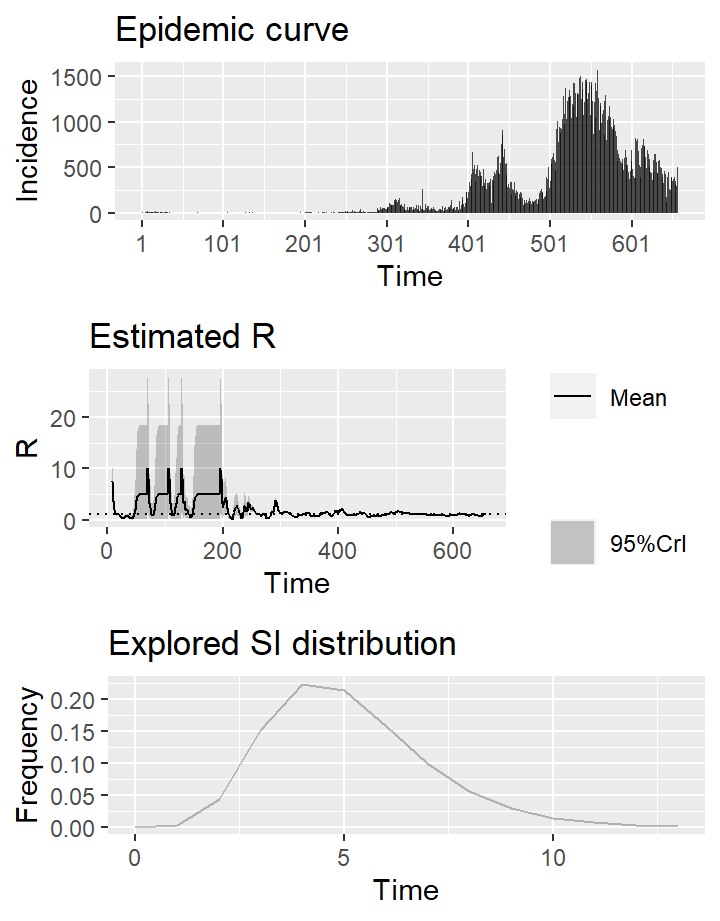 Epidemic curve
1500
1000
500
0
Incidence
1 101 201 301 401 501 601
Time
Estimated R
20
10
0
R
0 200 400 600
Time
Mean
95%CrI
Explored SI distribution
0.20
0.15
0.10
0.05
0.00
Frequency
0 5 10
Time